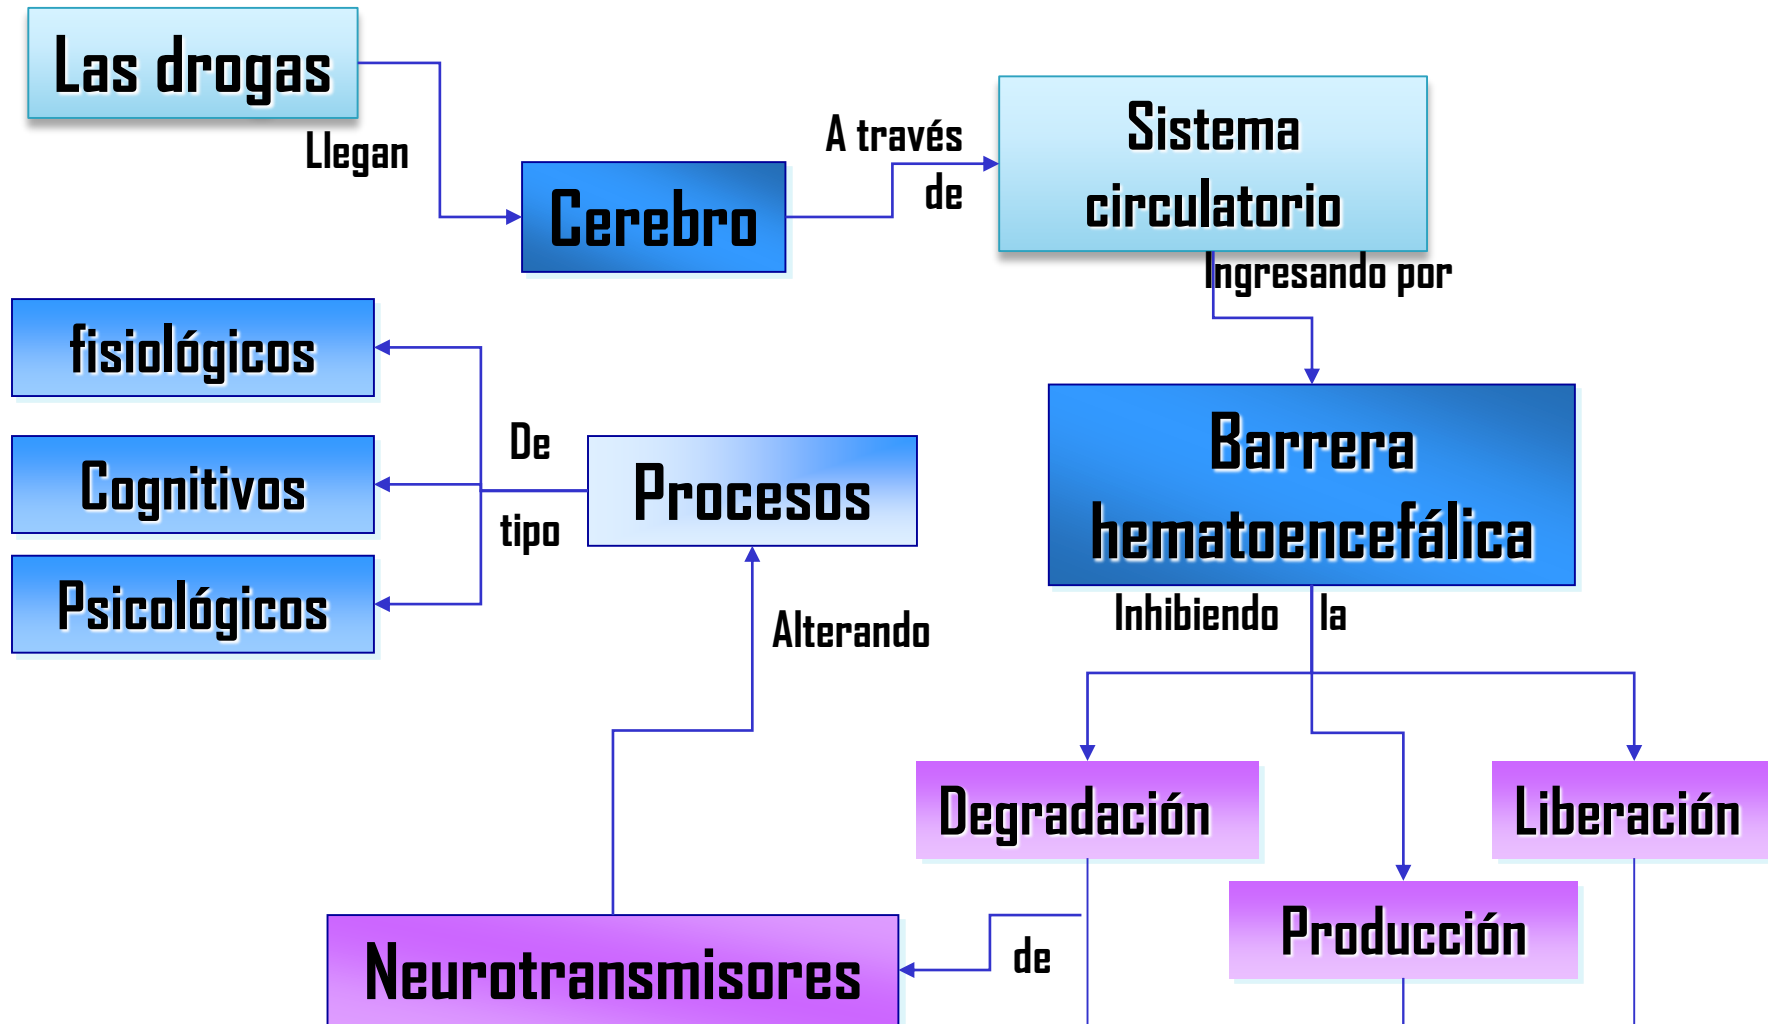 Las drogas
Llegan
Cerebro
A través
de
Sistema
circulatorio
Ingresando por
Barrera
hematoencefálica
Inhibiendo la
Degradación
Producción
Liberación
de
Neurotransmisores
Alterando
Procesos
De
tipo
fisiológicos
Cognitivos
Psicológicos